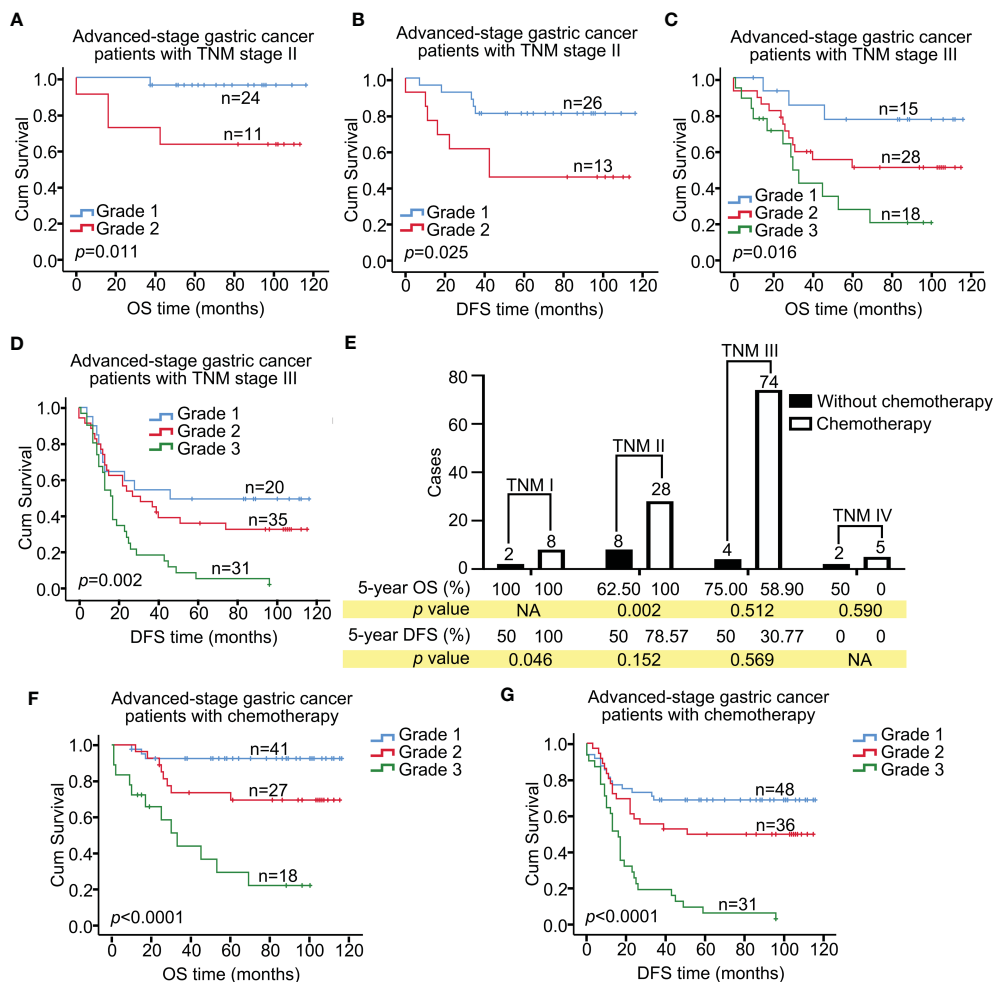 A
Advanced-stage gastric cancer
patients with TNM stage II
Cum Survival
1.0
0.8
0.6
0.4
0.2
0.0
n=24
n=11
Grade 1
Grade 2
p=0.011
0 20 40 60 80 100 120
OS time (months)
B
Advanced-stage gastric cancer
patients with TNM stage II
Cum Survival
1.0
0.8
0.6
0.4
0.2
0.0
n=26
n=13
Grade 1
Grade 2
p=0.025
0 20 40 60 80 100 120
DFS time (months)
C
Advanced-stage gastric cancer
patients with TNM stage III
Cum Survival
1.0
0.8
0.6
0.4
0.2
0.0
n=15
n=28
n=18
Grade 1
Grade 2
Grade 3
p=0.016
0 20 40 60 80 100 120
OS time (months)
D
Advanced-stage gastric cancer
patients with TNM stage III
Cum Survival
1.0
0.8
0.6
0.4
0.2
0.0
Grade 1
Grade 2
Grade 3
n=20
n=35
n=31
p=0.002
0 20 40 60 80 100 120
DFS time (months)
E
Cases
80
60
40
20
0
TNM I
TNM II
TNM III
TNM IV
2 8 8 28 4 74 2 5
Without chemotherapy
Chemotherapy
5-year OS (%) 100 100 62.50 100 75.00 58.90 50 0
p value NA 0.002 0.512 0.590
5-year DFS (%) 50 100 50 78.57 50 30.77 0 0
p value 0.046 0.152 0.569 NA
F
Advanced-stage gastric cancer
patients with chemotherapy
Cum Survival
1.0
0.8
0.6
0.4
0.2
0.0
Grade 1
Grade 2
Grade 3
n=41
n=27
n=18
p<0.0001
0 20 40 60 80 100 120
OS time (months)
G
Advanced-stage gastric cancer
patients with chemotherapy
Cum Survival
1.0
0.8
0.6
0.4
0.2
0.0
Grade 1
Grade 2
Grade 3
n=48
n=36
n=31
p<0.0001
0 20 40 60 80 100 120
DFS time (months)